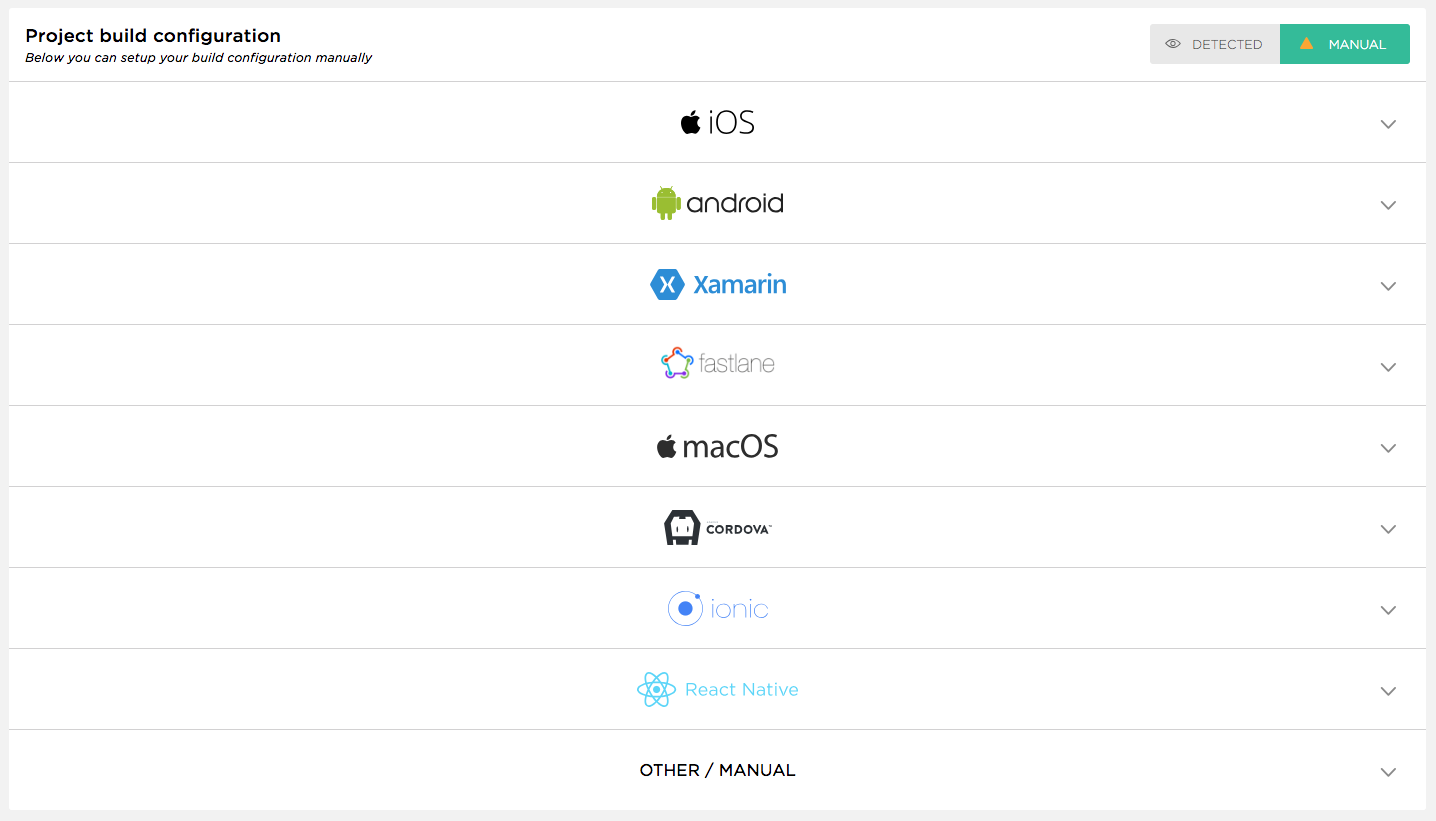 Project build configuration
Below you can setup your build configuration manually
DETECTED
MANUAL
iOS
android
Xamarin
fastlane
macOS
CORDOVA™
ionic
React Native
OTHER / MANUAL